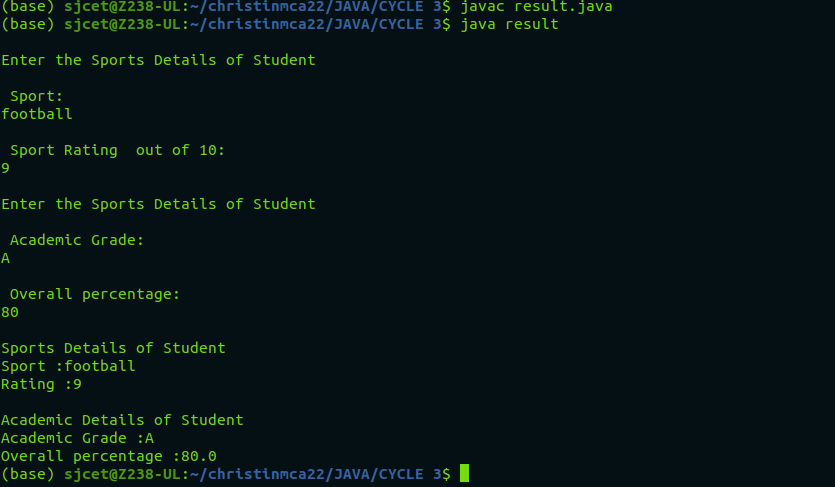 (base) sjcet@Z238-UL:~/christinmca22/JAVA/CYCLE 3$ javac result.java
(base) sjcet@Z238-UL:~/christinmca22/JAVA/CYCLE 3$ java result
Enter the Sports Details of Student
Sport:
football
Sport Rating  out of 10:
9
Enter the Sports Details of Student
Academic Grade:
A
Overall percentage:
80
Sports Details of Student
Sport :football
Rating :9
Academic Details of Student
Academic Grade :A
Overall percentage :80.0
(base) sjcet@Z238-UL:~/christinmca22/JAVA/CYCLE 3$